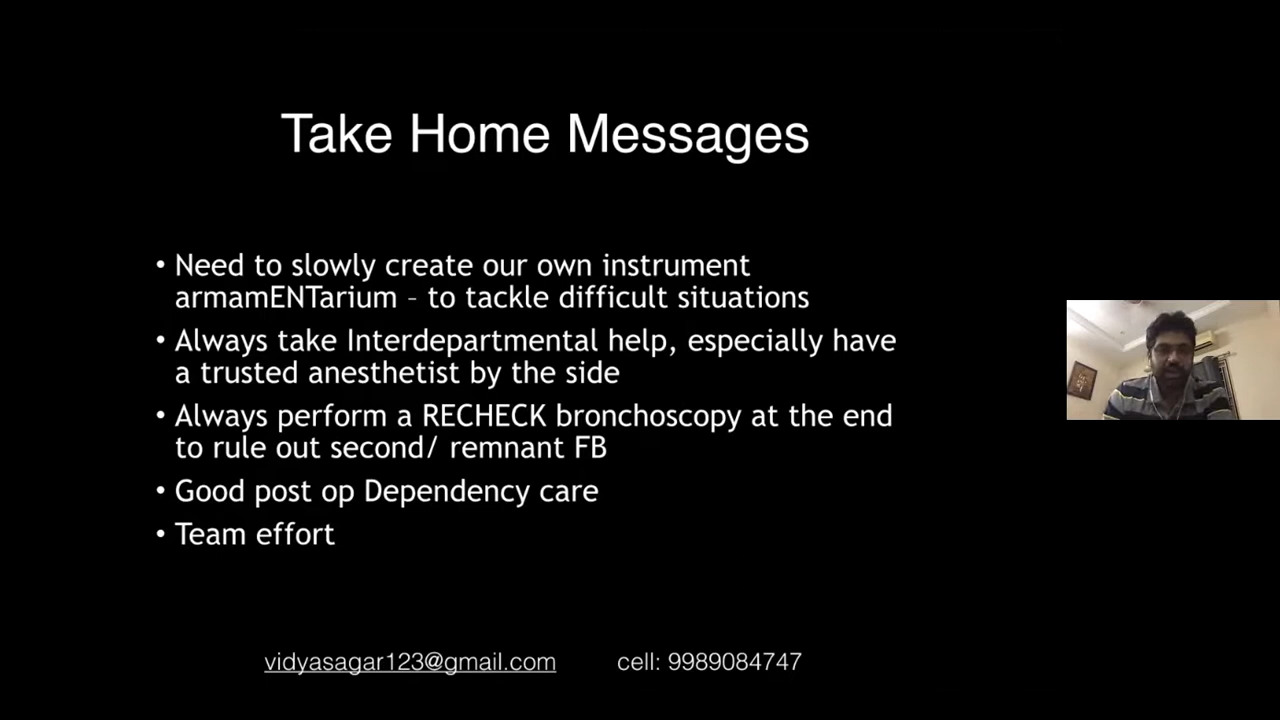 Take Home Messages
• Need to slowly create our own instrument
armamENTarium – to tackle difficult situations
• Always take Interdepartmental help, especially have
a trusted anesthetist by the side
• Always perform a RECHECK bronchoscopy at the end
to rule out second/ remnant FB
• Good post op Dependency care
• Team effort
vidyasagar123@gmail.com cell: 9989084747